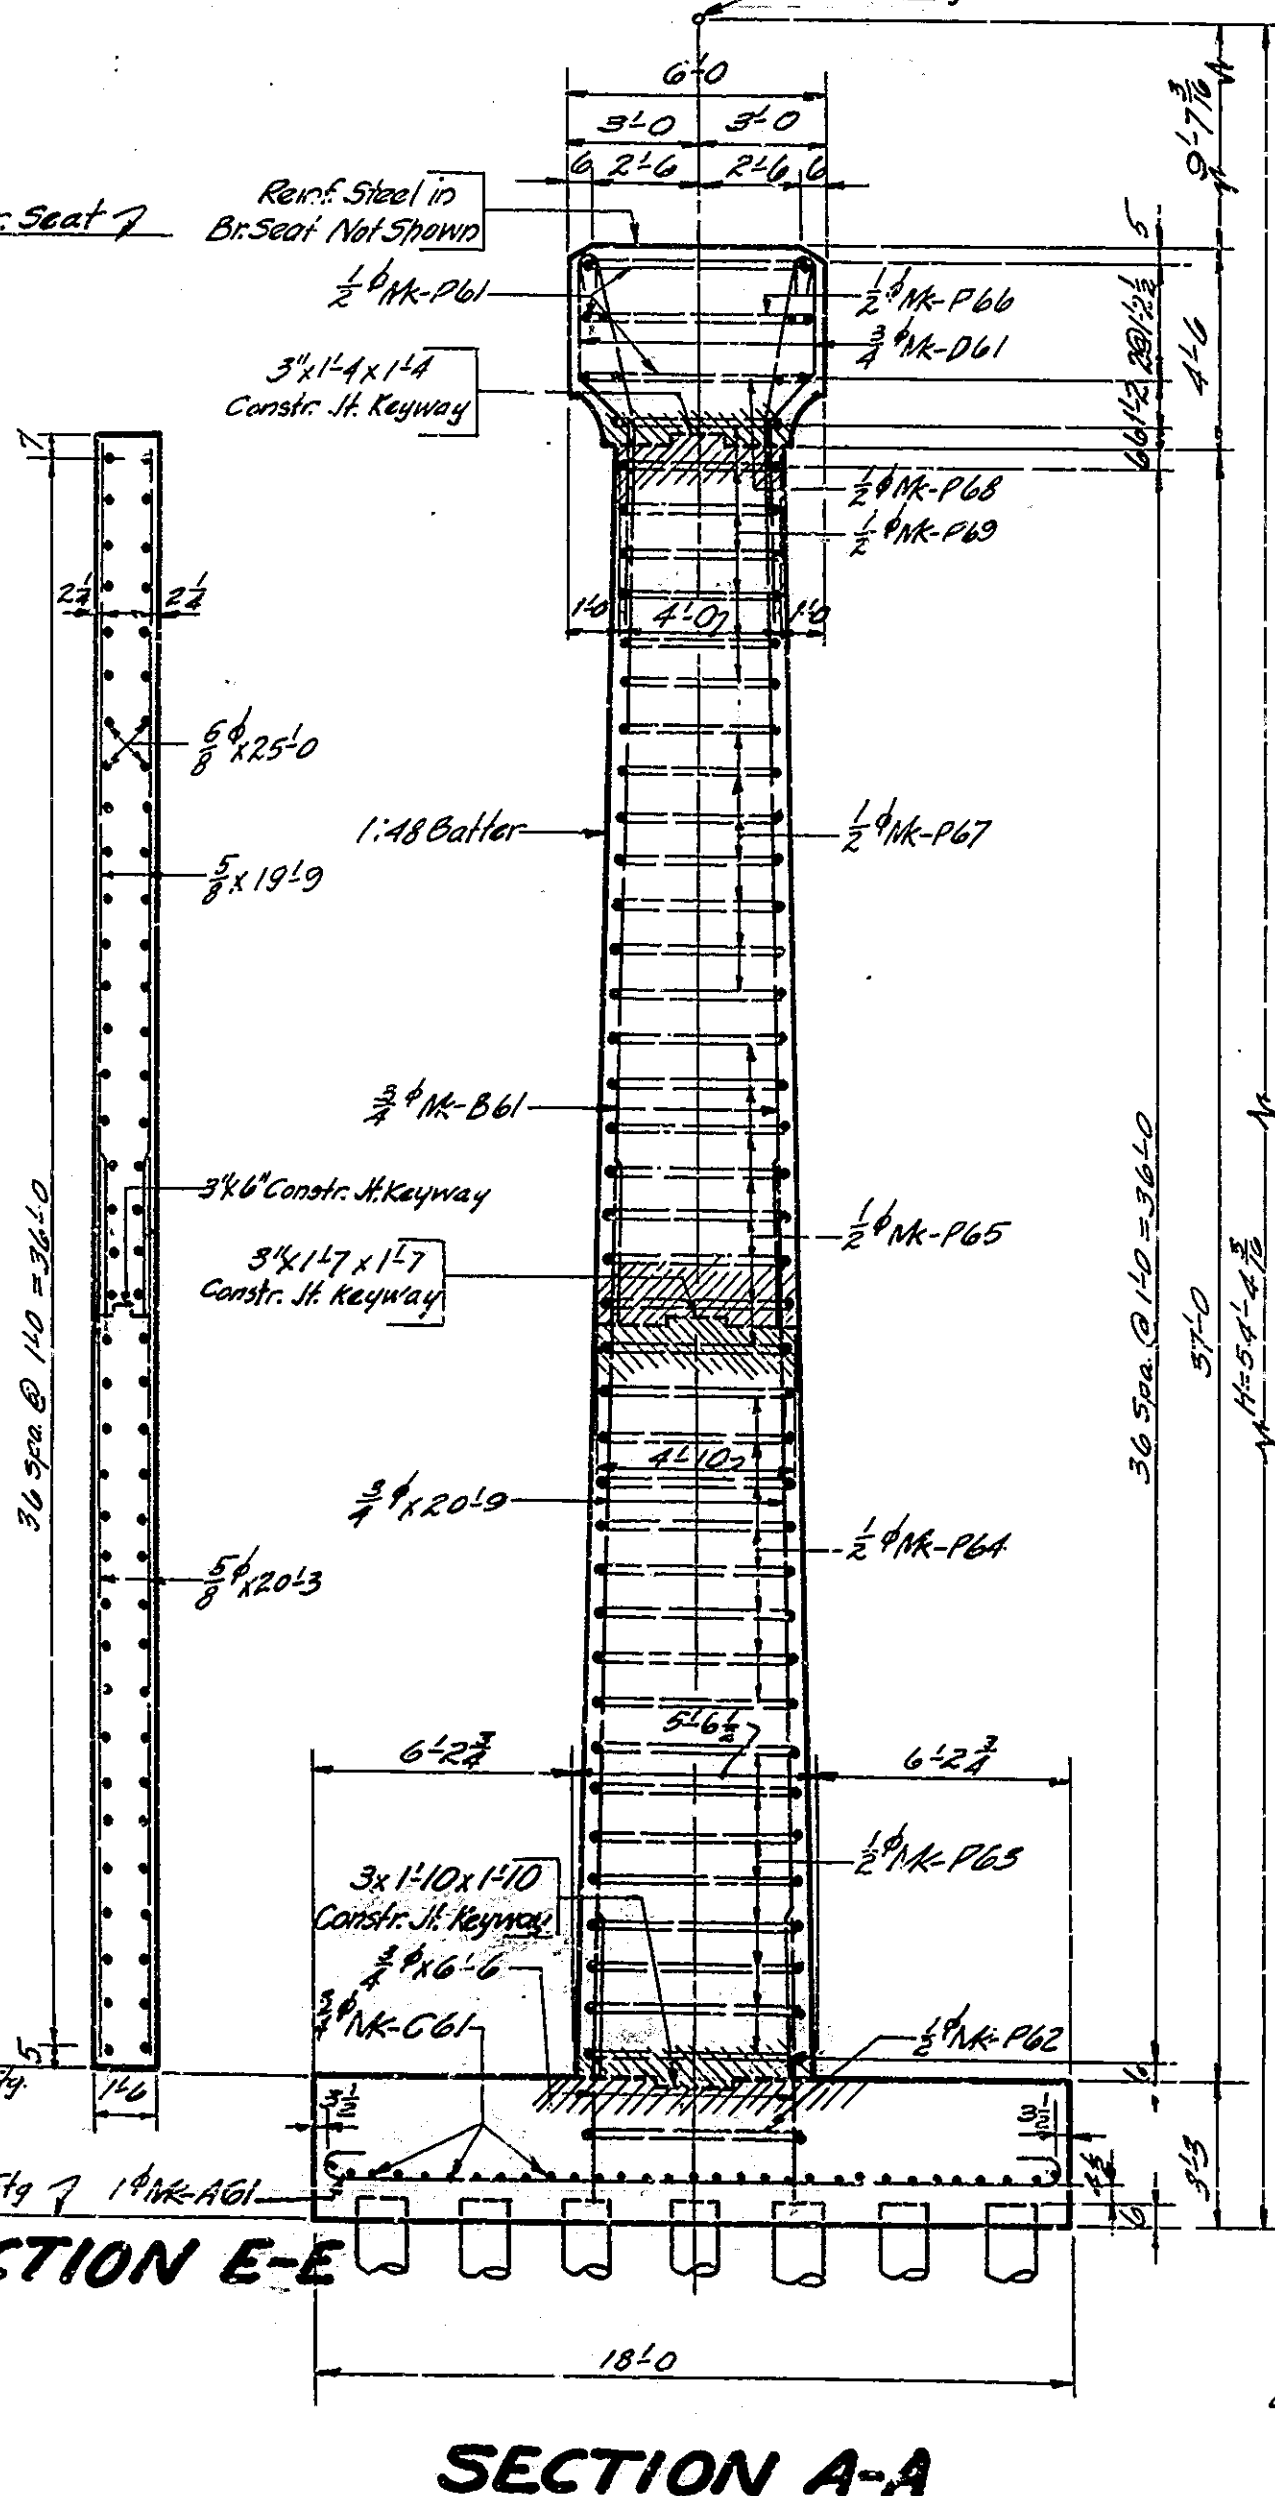 6'-0
3'-0 3'-0
6 2'-6 2'-6 6
9'-7 3/16
r. Seat
Reinf. Steel in
Br. Seat Not Shown
5
1/2 ϕ Mk-P61
1/2 ϕ Mk-P66
3/4 ϕ Mk-D61
4'-6
3"x1'-4x1'-4
Constr. Jt. Keyway
7
6 6 1'-2
1/2 ϕ Mk-P68
1/2 ϕ Mk-P69
2 1/4 2 1/4
1'-0 4'-0 1'-0
6/8 ϕ x25'-0
1:48 Batter
1/2 ϕ Mk-P67
5/8 x 19'-9
3/4 ϕ Mk-B61
36 Spa. @ 1'-0 = 36'-0
3"x6" Constr. Jt. Keyway
1/2 ϕ Mk-P65
3"x1'-7x1'-7
Constr. Jt. Keyway
36 Spa. @ 1'-0 = 36'-0
37'-0
H=54'-4 3/16
4'-10
3/4 ϕ x20'-9
1/2 ϕ Mk-P64
5/8 ϕ x20'-3
5'-6 1/2
6'-2 3/4 6'-2 3/4
1/2 ϕ Mk-P63
3x1'-10x1'-10
Constr. Jt. Keyway
3/4 ϕ x6'-6
3/4 ϕ Mk-C61
1/2 ϕ Mk-P62
5
6
1'-6
3 1/2 3 1/2
3'-3
6
Ftg 1 ϕ Mk-A61
CTION E-E
18'-0
SECTION A-A